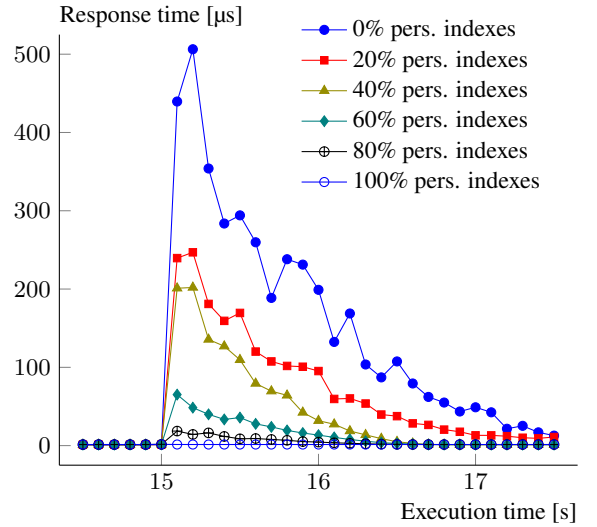 Response time [µs]
0% pers. indexes
20% pers. indexes
40% pers. indexes
60% pers. indexes
80% pers. indexes
100% pers. indexes
500
400
300
200
100
0
15
16
17
Execution time [s]